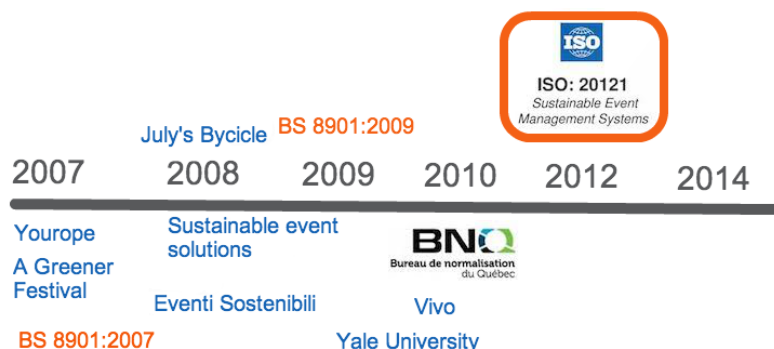 ISO
ISO: 20121
Sustainable Event
Management Systems
July's Bycicle
BS 8901:2009
2007
2008
2009
2010
2012
2014
Yourope
A Greener
Festival
BS 8901:2007
Sustainable event
solutions
Eventi Sostenibili
BNQ
Bureau de normalisation
du Québec
Vivo
Yale University